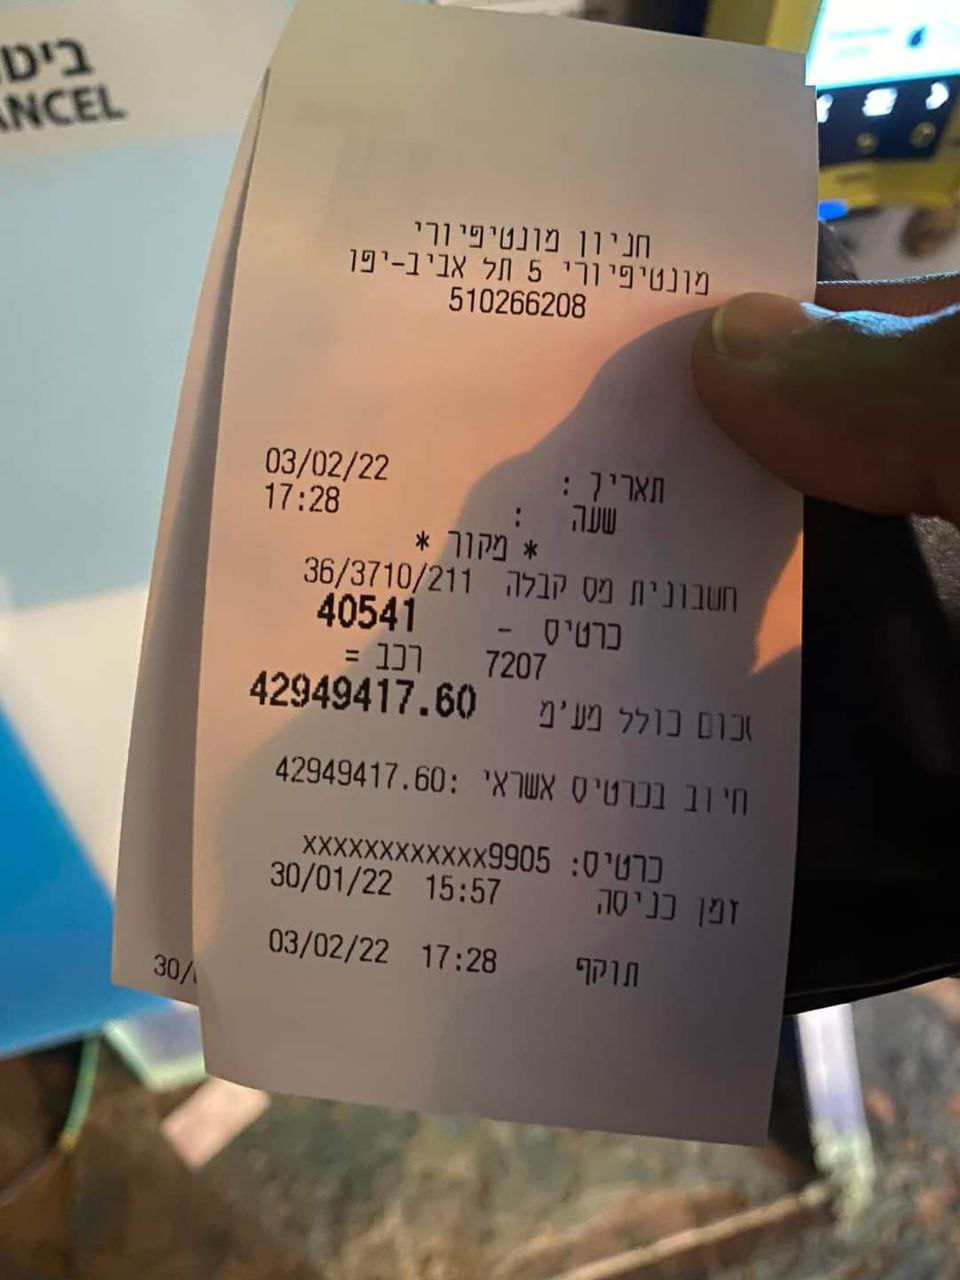 ANCEL
חניון מונטיפיורי
מונטיפיורי 5 תל אביב-יפו
510266208
תאריך : 03/02/22
שעה : 17:28
* מקור *
חשבונית מס קבלה 36/3710/211
כרטיס - 40541
7207 רכב =
סכום כולל מע'מ 42949417.60
חיוב בכרטיס אשראי :42949417.60
כרטיס: xxxxxxxxxxxx9905
זמן כניסה 30/01/22 15:57
תוקף 03/02/22 17:28
30/